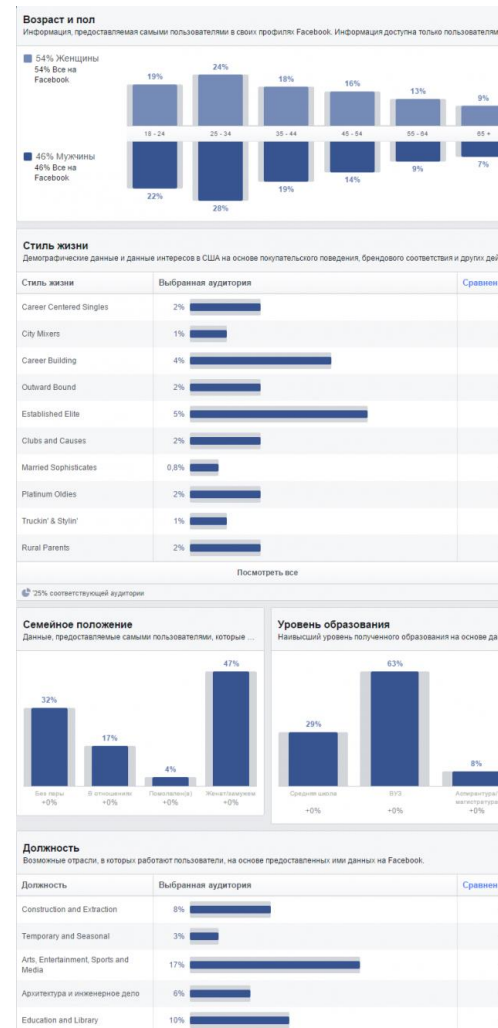 Возраст и пол
Информация, предоставляемая самыми пользователями в своих профилях Facebook. Информация доступна только пользователям
54% Женщины
54% Все на
Facebook
19%
24%
18%
16%
13%
9%
18 - 24
25 - 34
35 - 44
45 - 54
55 - 64
65 +
46% Мужчины
46% Все на
Facebook
22%
28%
19%
14%
9%
7%
Стиль жизни
Демографические данные и данные интересов в США на основе покупательского поведения, брендового соответствия и других дей
Стиль жизни
Выбранная аудитория
Сравнен
Career Centered Singles
2%
City Mixers
1%
Career Building
4%
Outward Bound
2%
Established Elite
5%
Clubs and Causes
2%
Married Sophisticates
0,8%
Platinum Oldies
2%
Truckin' & Stylin'
1%
Rural Parents
2%
Посмотреть все
25% соответствующей аудитории
Семейное положение
Данные, предоставляемые самыми пользователями, которые ...
32%
17%
4%
47%
Без пары
В отношениях
Помолвлен(а)
Женат/замужем
+0%
+0%
+0%
+0%
Уровень образования
Наивысший уровень полученного образования на основе да
29%
63%
8%
Средняя школа
ВУЗ
Аспирантура/
магистратура
+0%
+0%
+0%
Должность
Возможные отрасли, в которых работают пользователи, на основе предоставленных ими данных на Facebook.
Должность
Выбранная аудитория
Сравнен
Construction and Extraction
8%
Temporary and Seasonal
3%
Arts, Entertainment, Sports and
Media
17%
Архитектура и инженерное дело
6%
Education and Library
10%